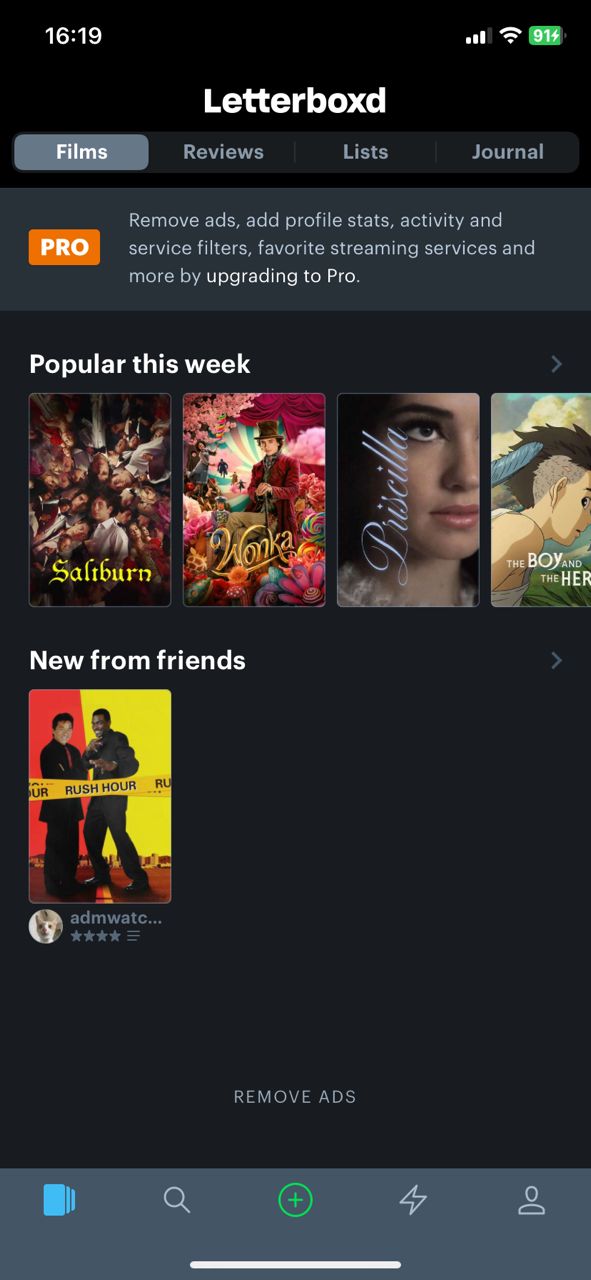 16:19
91
Letterboxd
Films
Reviews
Lists
Journal
PRO
Remove ads, add profile stats, activity and
service filters, favorite streaming services and
more by upgrading to Pro.
Popular this week
Saltburn
Wonka
Priscilla
THE BOY AND
THE HER
New from friends
OUR RUSH HOUR RU
admwatc...
REMOVE ADS